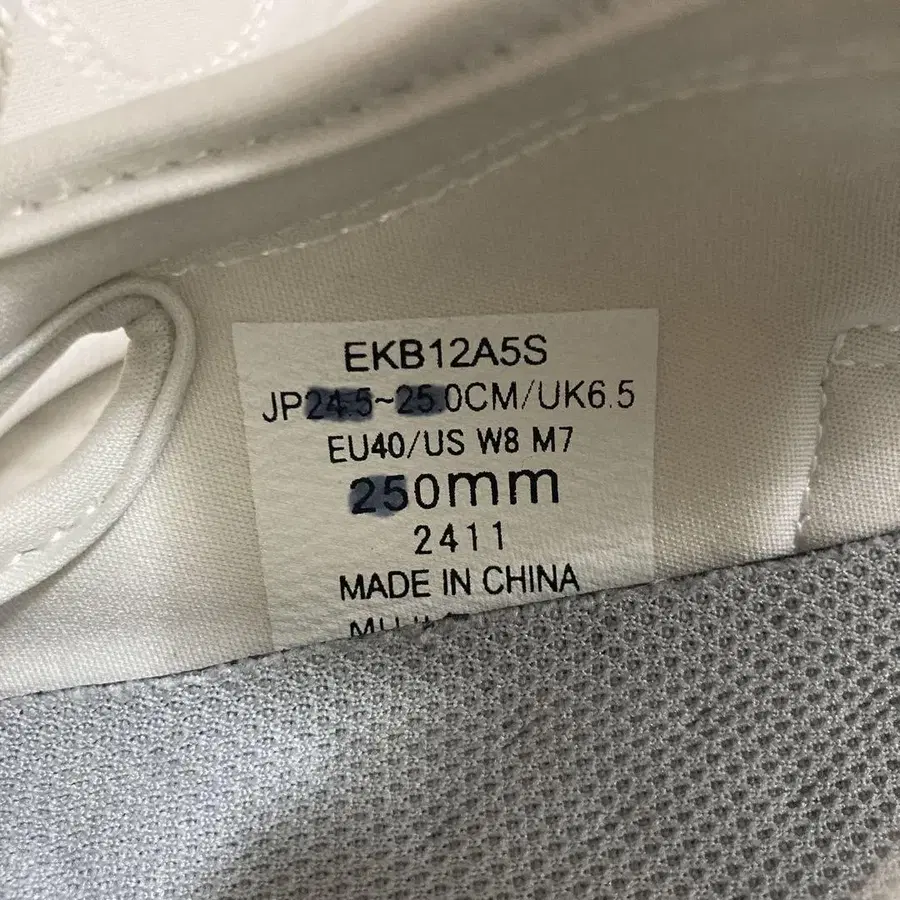 EKB12A5S
JP24.5~25.0CM/UK6.5
EU40/US W8 M7
250mm
2411
MADE IN CHINA